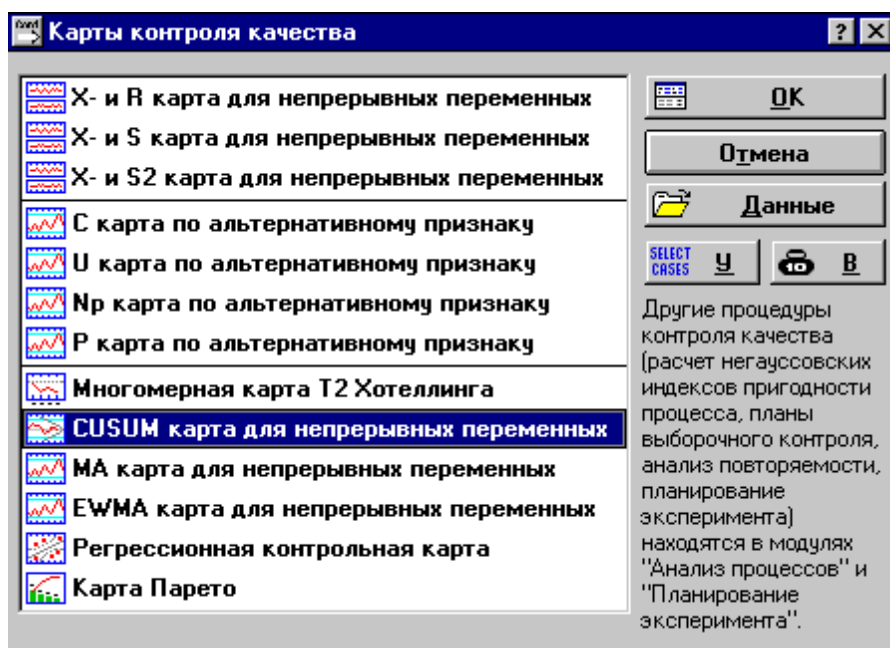 Карты контроля качества
X- и R карта для непрерывных переменных
X- и S карта для непрерывных переменных
X- и S2 карта для непрерывных переменных
C карта по альтернативному признаку
U карта по альтернативному признаку
Np карта по альтернативному признаку
P карта по альтернативному признаку
Многомерная карта T2 Хотеллинга
CUSUM карта для непрерывных переменных
MA карта для непрерывных переменных
EWMA карта для непрерывных переменных
Регрессионная контрольная карта
Карта Парето
OK
Отмена
Данные
SELECT
CASES
У
В
Другие процедуры
контроля качества
(расчет негауссовских
индексов пригодности
процесса, планы
выборочного контроля,
анализ повторяемости,
планирование
эксперимента)
находятся в модулях
"Анализ процессов" и
"Планирование
эксперимента".